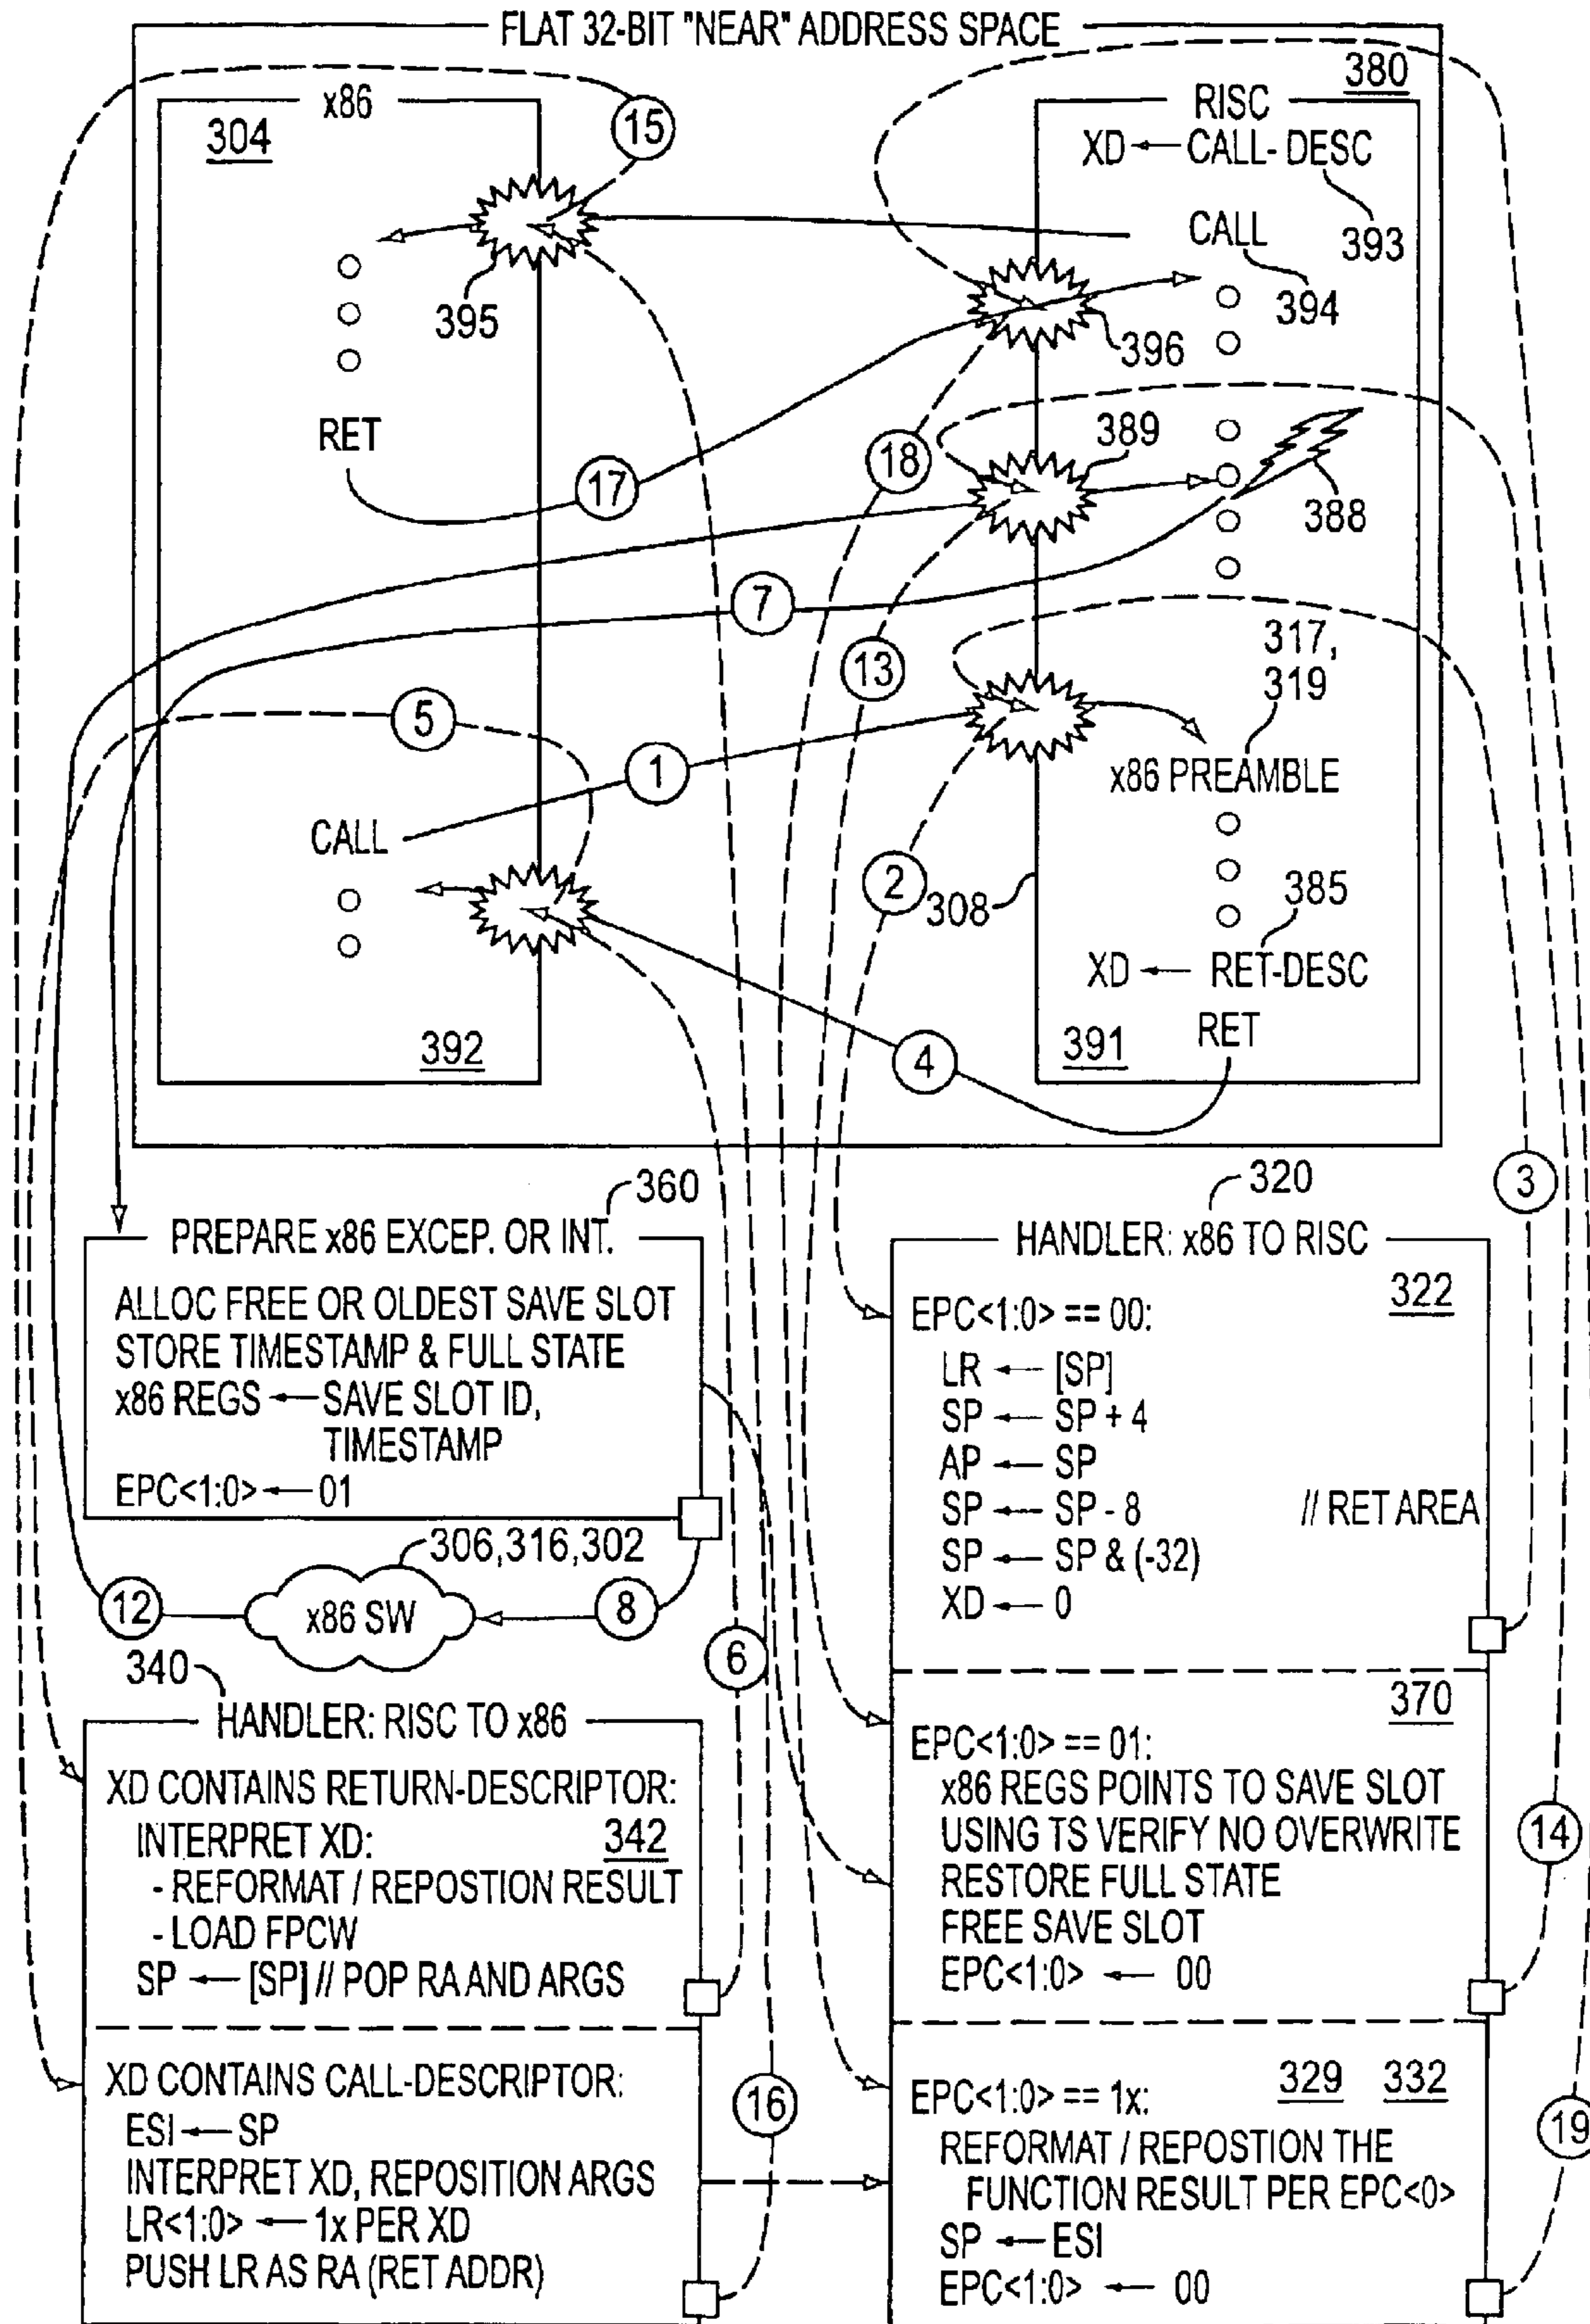 FLAT 32-BIT "NEAR" ADDRESS SPACE
380
x86
304
15
395
RET
17
RISC
XD ← CALL-DESC
393
CALL
394
396
18
389
388
7
13
317,
319
5
1
x86 PREAMBLE
CALL
2
308
385
XD ← RET-DESC
RET
392
391
4
3
360
PREPARE x86 EXCEP. OR INT.
ALLOC FREE OR OLDEST SAVE SLOT
STORE TIMESTAMP & FULL STATE
x86 REGS ← SAVE SLOT ID,
TIMESTAMP
EPC<1:0> ← 01
306,316,302
12
x86 SW
8
6
320
HANDLER: x86 TO RISC
322
EPC<1:0> == 00:
LR ← [SP]
SP ← SP + 4
AP ← SP
SP ← SP - 8 // RET AREA
SP ← SP & (-32)
XD ← 0
370
EPC<1:0> == 01:
x86 REGS POINTS TO SAVE SLOT
USING TS VERIFY NO OVERWRITE
RESTORE FULL STATE
FREE SAVE SLOT
EPC<1:0> ← 00
14
329 332
EPC<1:0> == 1x:
REFORMAT / REPOSTION THE
FUNCTION RESULT PER EPC<0>
SP ← ESI
EPC<1:0> ← 00
19
340
HANDLER: RISC TO x86
XD CONTAINS RETURN-DESCRIPTOR:
INTERPRET XD: 342
- REFORMAT / REPOSTION RESULT
- LOAD FPCW
SP ← [SP] // POP RA AND ARGS
XD CONTAINS CALL-DESCRIPTOR:
ESI ← SP
INTERPRET XD, REPOSITION ARGS
LR<1:0> ← 1x PER XD
PUSH LR AS RA (RET ADDR)
16